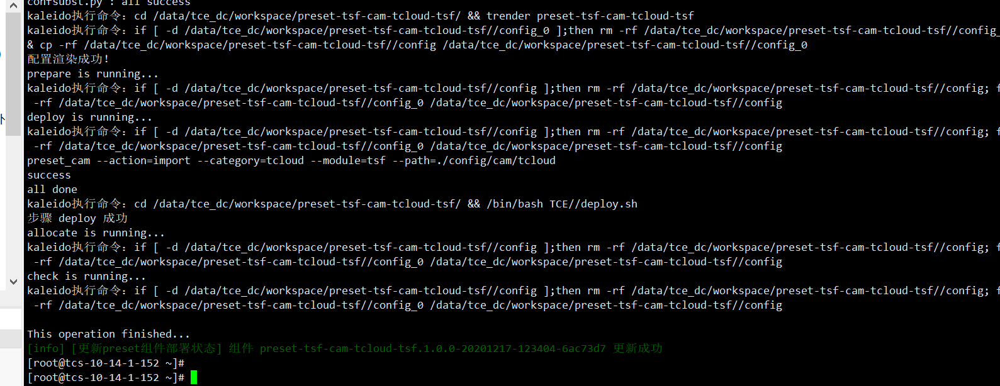 confsubst.py : all success
kaleido执行命令: cd /data/tce_dc/workspace/preset-tsf-cam-tcloud-tsf/ && trender preset-tsf-cam-tcloud-tsf
kaleido执行命令: if [ -d /data/tce_dc/workspace/preset-tsf-cam-tcloud-tsf//config_0 ];then rm -rf /data/tce_dc/workspace/preset-tsf-cam-tcloud-tsf//config_
& cp -rf /data/tce_dc/workspace/preset-tsf-cam-tcloud-tsf//config /data/tce_dc/workspace/preset-tsf-cam-tcloud-tsf//config_0
配置渲染成功!
prepare is running...
kaleido执行命令: if [ -d /data/tce_dc/workspace/preset-tsf-cam-tcloud-tsf//config ];then rm -rf /data/tce_dc/workspace/preset-tsf-cam-tcloud-tsf//config; f
-rf /data/tce_dc/workspace/preset-tsf-cam-tcloud-tsf//config_0 /data/tce_dc/workspace/preset-tsf-cam-tcloud-tsf//config
deploy is running...
kaleido执行命令: if [ -d /data/tce_dc/workspace/preset-tsf-cam-tcloud-tsf//config ];then rm -rf /data/tce_dc/workspace/preset-tsf-cam-tcloud-tsf//config; f
-rf /data/tce_dc/workspace/preset-tsf-cam-tcloud-tsf//config_0 /data/tce_dc/workspace/preset-tsf-cam-tcloud-tsf//config
preset_cam --action=import --category=tcloud --module=tsf --path=./config/cam/tcloud
success
all done
kaleido执行命令: cd /data/tce_dc/workspace/preset-tsf-cam-tcloud-tsf/ && /bin/bash TCE//deploy.sh
步骤 deploy 成功
allocate is running...
kaleido执行命令: if [ -d /data/tce_dc/workspace/preset-tsf-cam-tcloud-tsf//config ];then rm -rf /data/tce_dc/workspace/preset-tsf-cam-tcloud-tsf//config; f
-rf /data/tce_dc/workspace/preset-tsf-cam-tcloud-tsf//config_0 /data/tce_dc/workspace/preset-tsf-cam-tcloud-tsf//config
check is running...
kaleido执行命令: if [ -d /data/tce_dc/workspace/preset-tsf-cam-tcloud-tsf//config ];then rm -rf /data/tce_dc/workspace/preset-tsf-cam-tcloud-tsf//config; f
-rf /data/tce_dc/workspace/preset-tsf-cam-tcloud-tsf//config_0 /data/tce_dc/workspace/preset-tsf-cam-tcloud-tsf//config
This operation finished...
[info] [更新preset组件部署状态] 组件 preset-tsf-cam-tcloud-tsf.1.0.0-20201217-123404-6ac73d7 更新成功
[root@tcs-10-14-1-152 ~]#
[root@tcs-10-14-1-152 ~]#